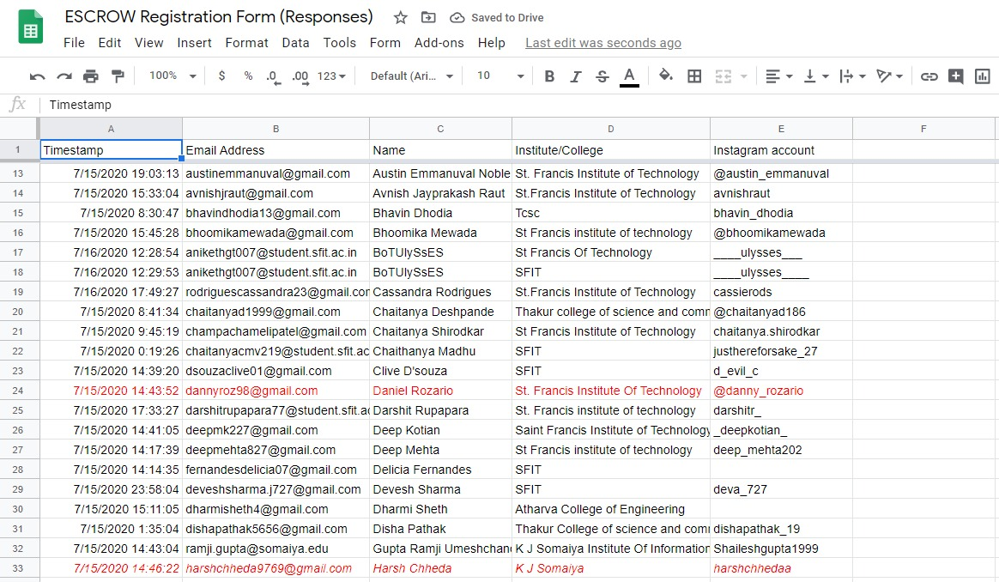 ESCROW Registration Form (Responses) Saved to Drive
File Edit View Insert Format Data Tools Form Add-ons Help Last edit was seconds ago
100% $ % .0 .00 123 Default (Ari... 10 B I S A
fx Timestamp
A B C D E F
1 Timestamp Email Address Name Institute/College Instagram account
13 7/15/2020 19:03:13 austinemmanuval@gmail.com Austin Emmanuval Noble St. Francis Institute of Technology @austin_emmanuval
14 7/15/2020 15:33:04 avnishjraut@gmail.com Avnish Jayprakash Raut St.Francis Institute of Technology avnishraut
15 7/15/2020 8:30:47 bhavindhodia13@gmail.com Bhavin Dhodia Tcsc bhavin_dhodia
16 7/15/2020 15:45:28 bhoomikamewada@gmail.com Bhoomika Mewada St Francis institute of technology @bhoomikamewada
17 7/16/2020 12:28:54 anikethgt007@student.sfit.ac.in BoTUlySsES St Francis Of Technology ____ulysses___
18 7/16/2020 12:29:53 anikethgt007@student.sfit.ac.in BoTUlySsES SFIT ____ulysses____
19 7/16/2020 17:49:27 rodriguescassandra23@gmail.com Cassandra Rodrigues St.Francis Institute of Technology cassierods
20 7/15/2020 8:41:34 chaitanyad1999@gmail.com Chaitanya Deshpande Thakur college of science and comm @chaitanyad186
21 7/15/2020 9:45:19 champachamelipatel@gmail.com Chaitanya Shirodkar St Francis Institute of Technology chaitanya.shirodkar
22 7/15/2020 0:19:26 chaitanyacmv219@student.sfit.ac Chaithanya Madhu SFIT justhereforsake_27
23 7/15/2020 14:39:20 dsouzaclive01@gmail.com Clive D'souza SFIT d_evil_c
24 7/15/2020 14:43:52 dannyroz98@gmail.com Daniel Rozario St. Francis Institute Of Technology @danny_rozario
25 7/15/2020 17:33:27 darshitrupapara77@student.sfit.ac Darshit Rupapara St. Francis institute of technology darshitr_
26 7/15/2020 14:41:05 deepmk227@gmail.com Deep Kotian Saint Francis Institute of Technology _deepkotian_
27 7/15/2020 14:17:39 deepmehta827@gmail.com Deep Mehta St Francis institute of technology deep_mehta202
28 7/15/2020 14:14:35 fernandesdelicia07@gmail.com Delicia Fernandes SFIT
29 7/15/2020 23:58:04 deveshsharma.j727@gmail.com Devesh Sharma SFIT deva_727
30 7/15/2020 15:11:05 dharmisheth4@gmail.com Dharmi Sheth Atharva College of Engineering
31 7/15/2020 1:35:04 dishapathak5656@gmail.com Disha Pathak Thakur College of science and comm dishapathak_19
32 7/15/2020 14:43:04 ramji.gupta@somaiya.edu Gupta Ramji Umeshchand K J Somaiya Institute Of Information Shaileshgupta1999
33 7/15/2020 14:46:22 harshchheda9769@gmail.com Harsh Chheda K J Somaiya harshchhedaa